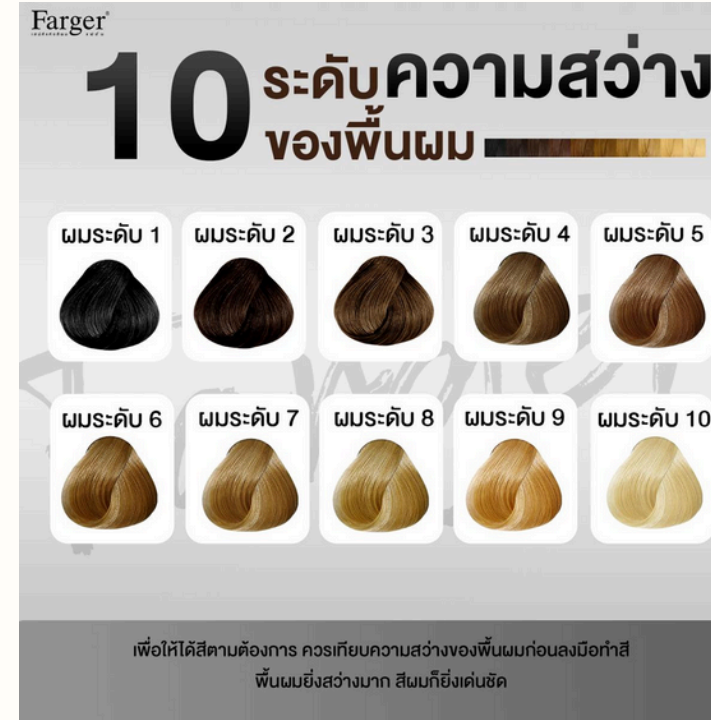 Farger®
10 ระดับความสว่าง
ของพื้นผม
ผมระดับ 1
ผมระดับ 2
ผมระดับ 3
ผมระดับ 4
ผมระดับ 5
ผมระดับ 6
ผมระดับ 7
ผมระดับ 8
ผมระดับ 9
ผมระดับ 10
เพื่อให้ได้สีตามต้องการ ควรเทียบความสว่างของพื้นผมก่อนลงมือทำสี
พื้นผมยิ่งสว่างมาก สีผมก็ยิ่งเด่นชัด